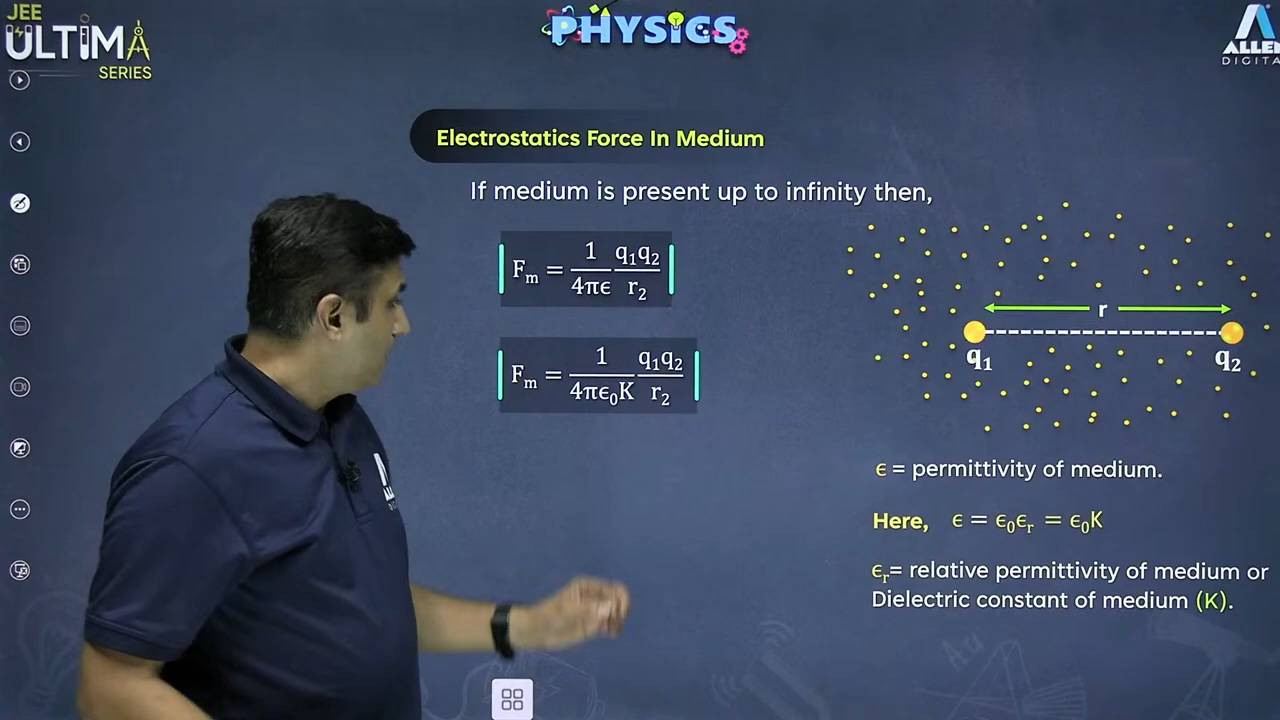 JEE
ULTIMA
SERIES
PHYSICS
ALLEN
DIGITA
Electrostatics Force In Medium
If medium is present up to infinity then,
F_m = 1/4πϵ q₁q₂/r₂
F_m = 1/4πϵ₀K q₁q₂/r₂
r
q₁
q₂
ϵ = permittivity of medium.
Here, ϵ = ϵ₀ϵᵣ = ϵ₀K
ϵᵣ= relative permittivity of medium or
Dielectric constant of medium (K).